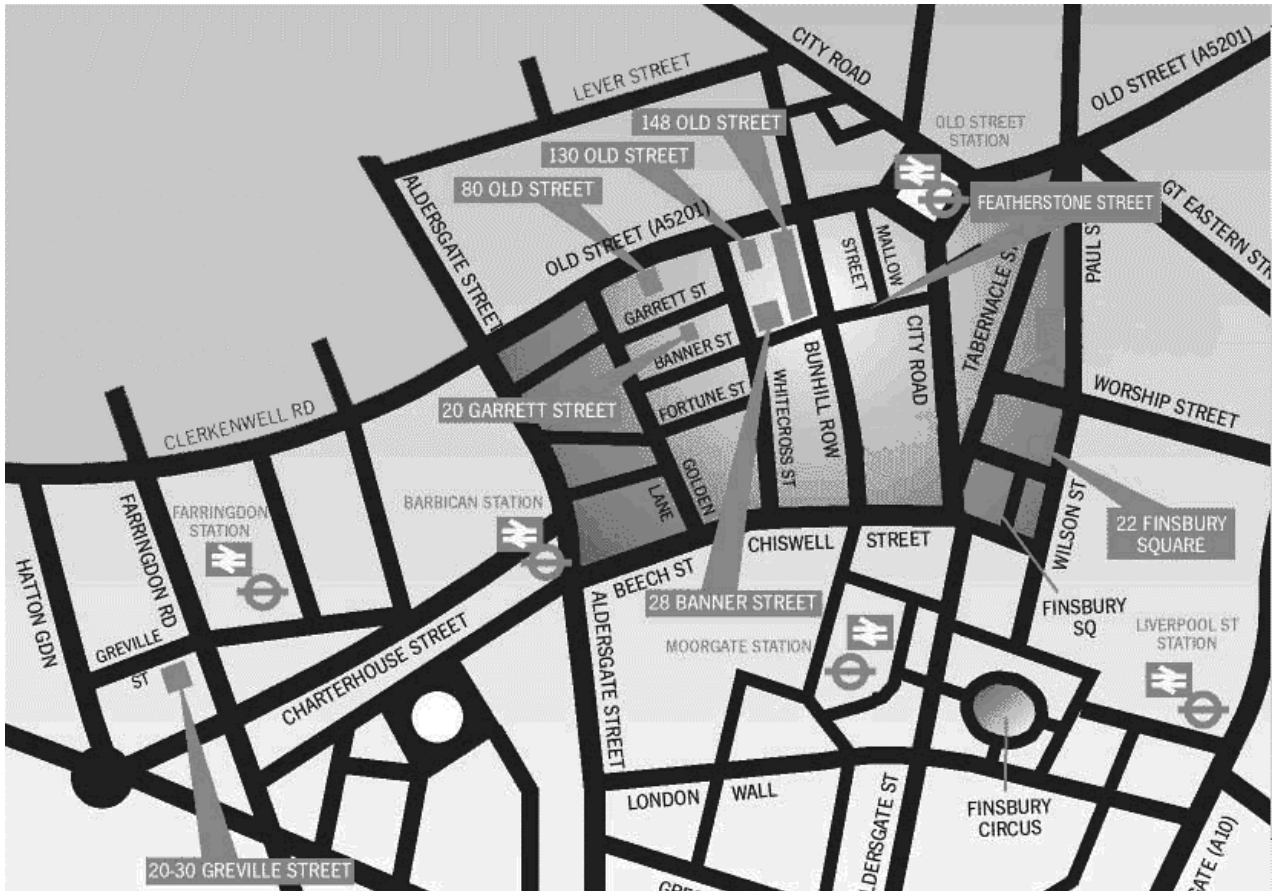 CITY ROAD
OLD STREET (A5201)
LEVER STREET
148 OLD STREET
OLD STREET
STATION
130 OLD STREET
80 OLD STREET
ALDERSGATE STREET
OLD STREET (A5201)
FEATHERSTONE STREET
GT EASTERN STR
PAUL S
STREET
MALLOW
TABERNACLE S
GARRETT ST
BANNER ST
FORTUNE ST
CITY ROAD
BUNHILL ROW
WHITECROSS ST
WORSHIP STREET
20 GARRETT STREET
CLERKENWELL RD
GOLDEN
LANE
FARRINGDON RD
FARRINGDON
STATION
BARBICAN STATION
HATTON GDN
CHISWELL
STREET
BEECH ST
WILSON ST
22 FINSBURY
SQUARE
28 BANNER STREET
FINSBURY
SQ
LIVERPOOL ST
STATION
MOORGATE STATION
GREVILLE
ST
CHARTERHOUSE STREET
ALDERSGATE STREET
LONDON
WALL
FINSBURY
CIRCUS
ALDERSGATE ST
GATE (A10)
20-30 GREVILLE STREET